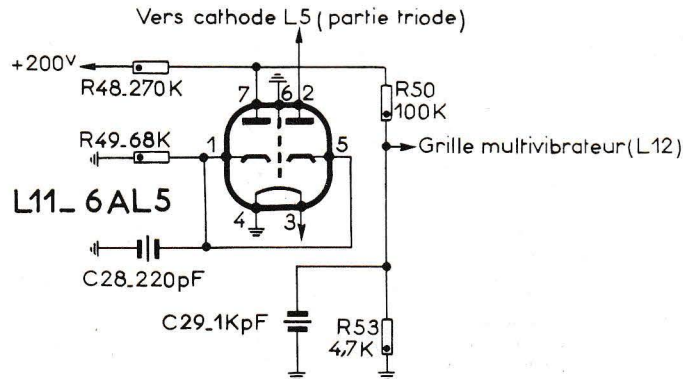 Vers cathode L5 (partie triode)
+200V
R48_270K
7
6
2
R50
100K
R49_68K
1
5
Grille multivibrateur(L12)
L11_6AL5
4
3
C28_220pF
C29_1KpF
R53
4,7K